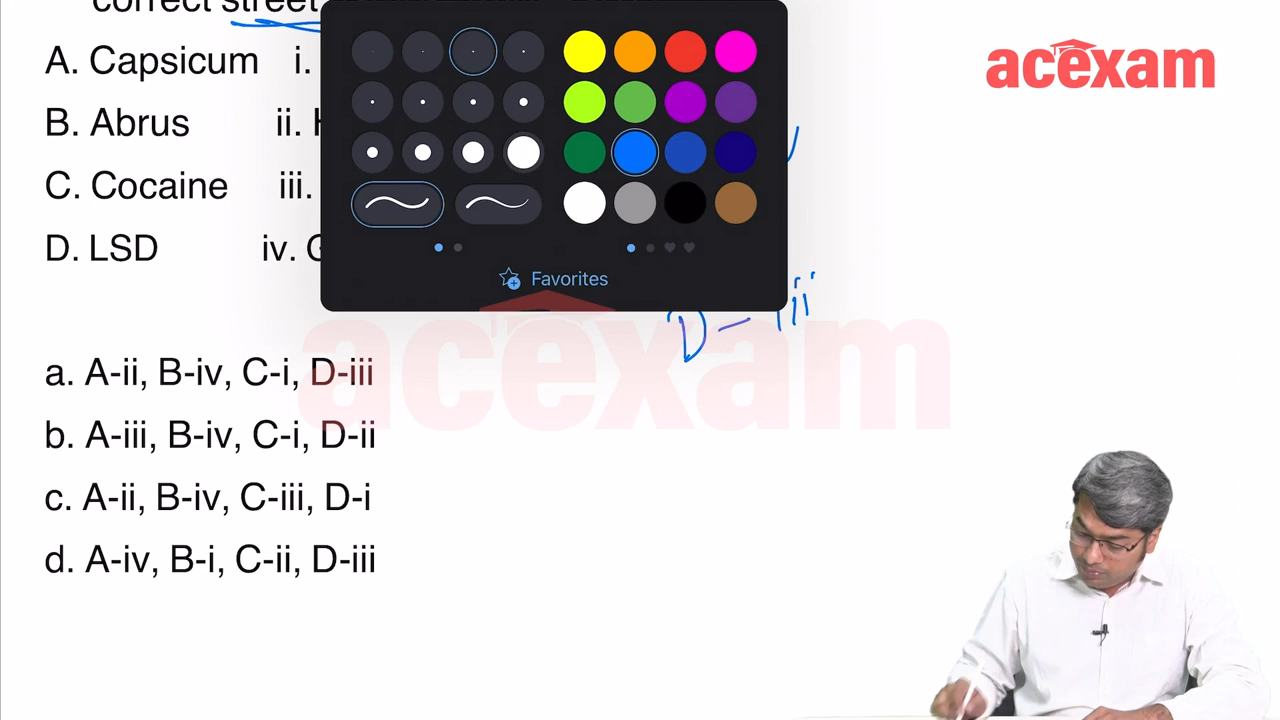 correct street
A. Capsicum i.
acexam
B. Abrus ii.
C. Cocaine iii.
D. LSD iv.
Favorites
D - iii
acexam
a. A-ii, B-iv, C-i, D-iii
b. A-iii, B-iv, C-i, D-ii
c. A-ii, B-iv, C-iii, D-i
d. A-iv, B-i, C-ii, D-iii